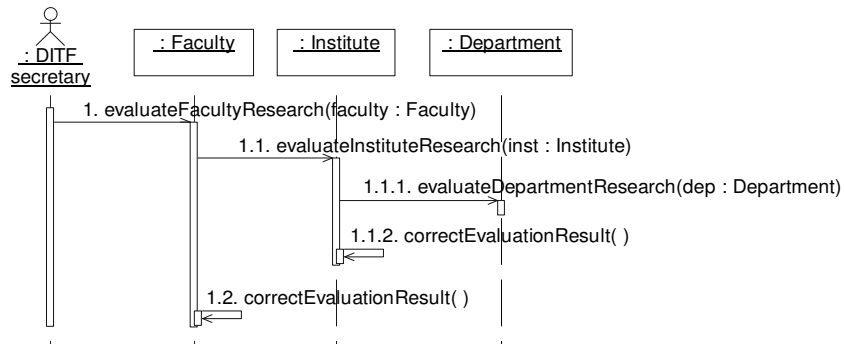 : DITF
secretary
: Faculty
: Institute
: Department
1. evaluateFacultyResearch(faculty : Faculty)
1.1. evaluateInstituteResearch(inst : Institute)
1.1.1. evaluateDepartmentResearch(dep : Department)
1.1.2. correctEvaluationResult( )
1.2. correctEvaluationResult( )